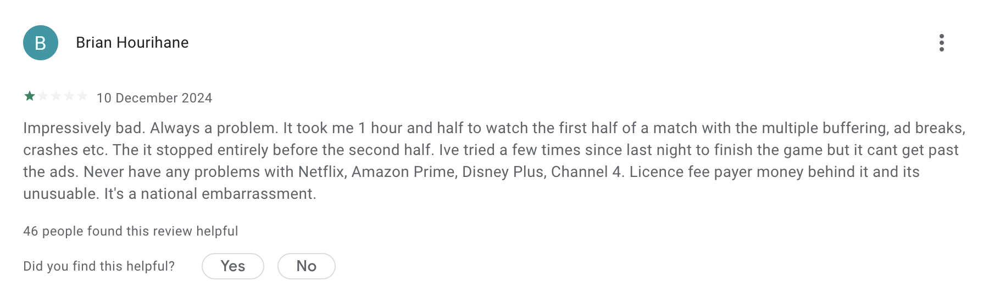 B
Brian Hourihane
10 December 2024
Impressively bad. Always a problem. It took me 1 hour and half to watch the first half of a match with the multiple buffering, ad breaks,
crashes etc. The it stopped entirely before the second half. Ive tried a few times since last night to finish the game but it cant get past
the ads. Never have any problems with Netflix, Amazon Prime, Disney Plus, Channel 4. Licence fee payer money behind it and its
unusuable. It's a national embarrassment.
46 people found this review helpful
Did you find this helpful? Yes No